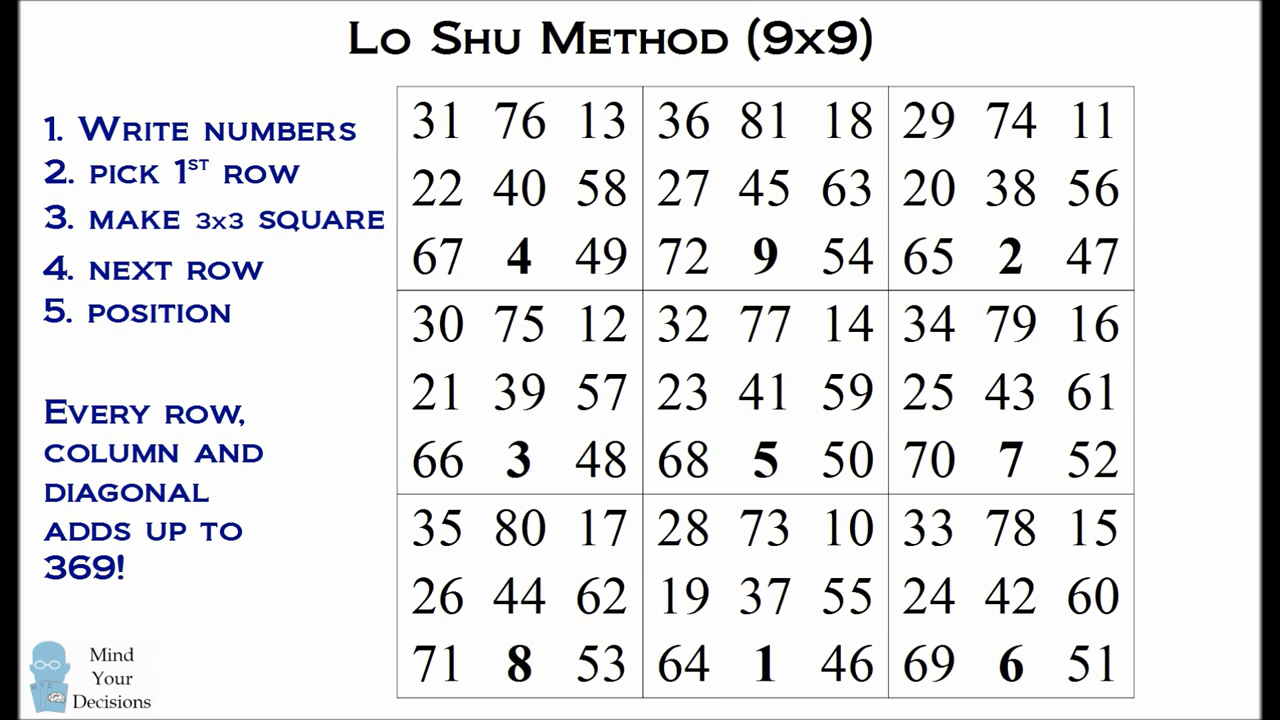 Lo Shu Method (9x9)
1. Write numbers
2. pick 1st row
3. make 3x3 square
4. next row
5. position
Every row,
column and
diagonal
adds up to
369!
31 76 13 36 81 18 29 74 11
22 40 58 27 45 63 20 38 56
67 4 49 72 9 54 65 2 47
30 75 12 32 77 14 34 79 16
21 39 57 23 41 59 25 43 61
66 3 48 68 5 50 70 7 52
35 80 17 28 73 10 33 78 15
26 44 62 19 37 55 24 42 60
71 8 53 64 1 46 69 6 51
Mind
Your
Decisions